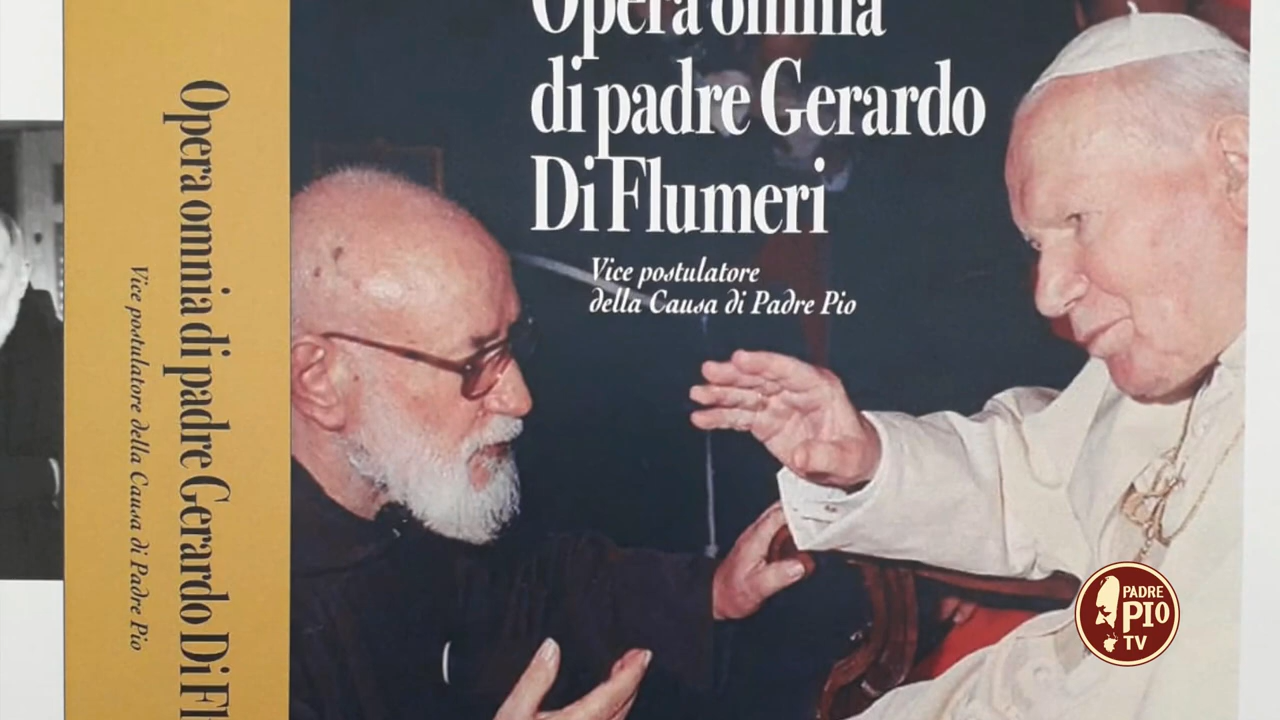 Opera omnia
di padre Gerardo
Di Flumeri
Vice postulatore
della Causa di Padre Pio
Opera omnia di padre Gerardo Di Fl
Vice postulatore della Causa di Padre Pio
PADRE
PIO
TV